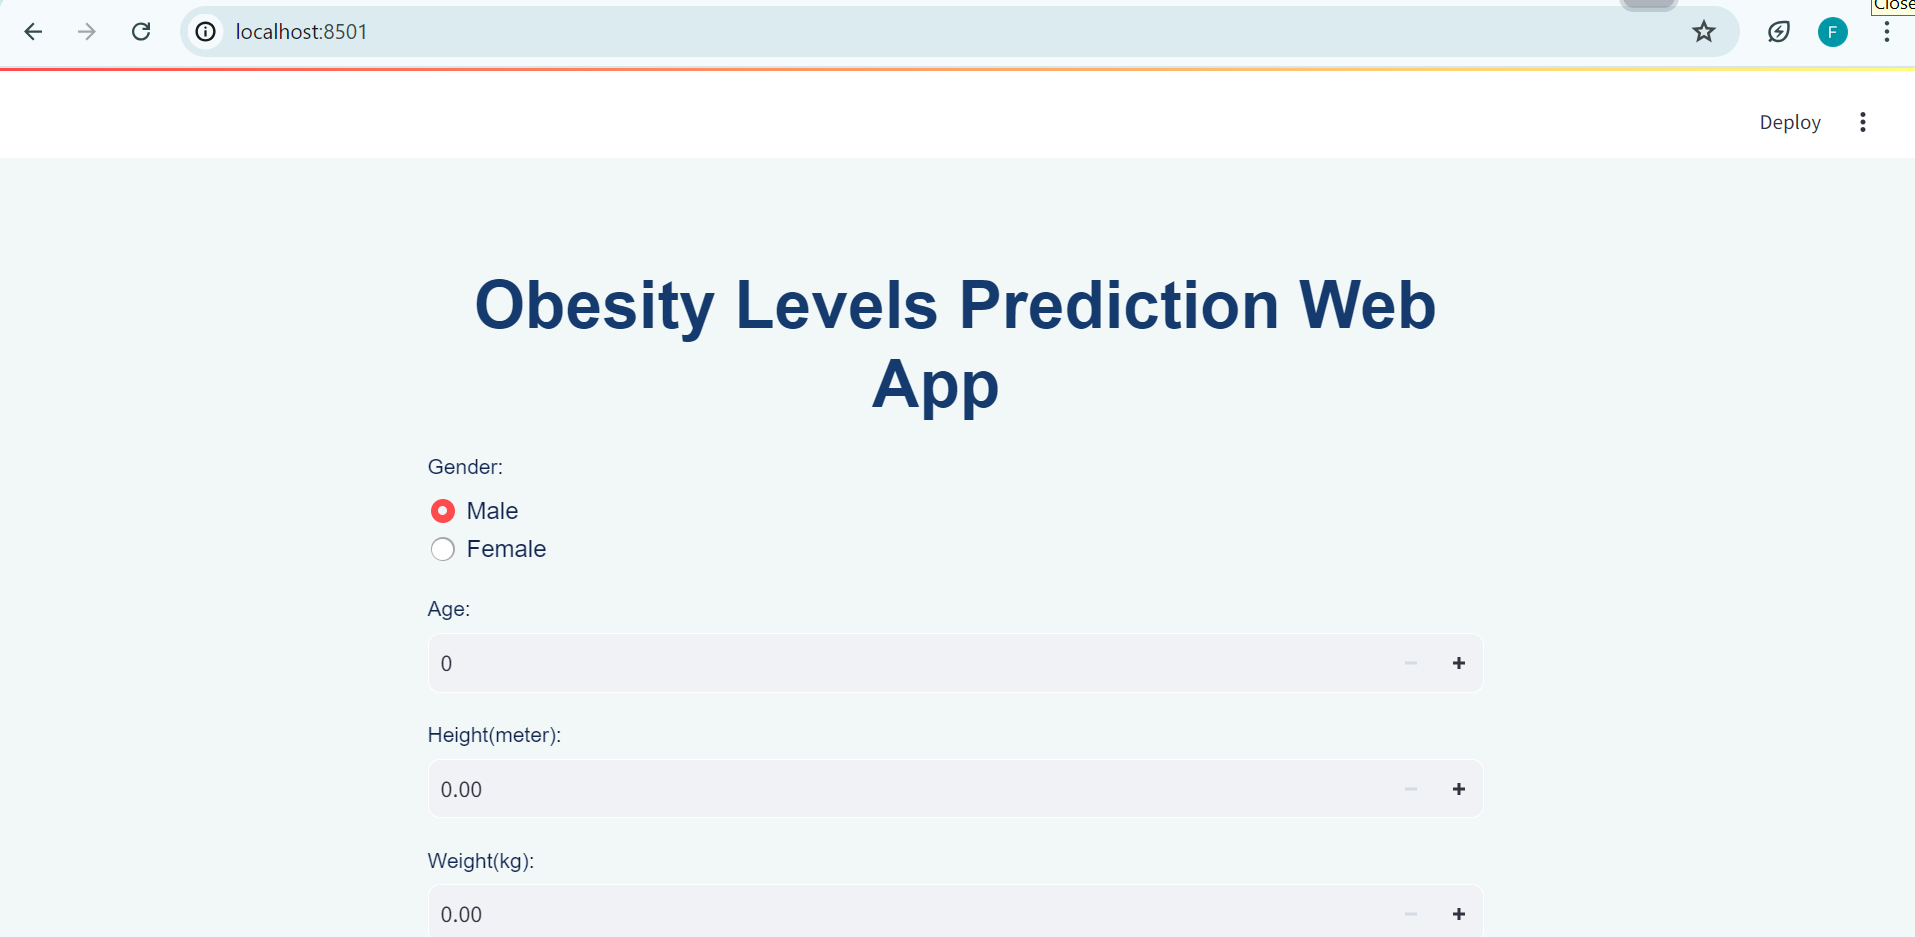 Close
localhost:8501
F
Deploy
Obesity Levels Prediction Web
App
Gender:
Male
Female
Age:
0
Height(meter):
0.00
Weight(kg):
0.00